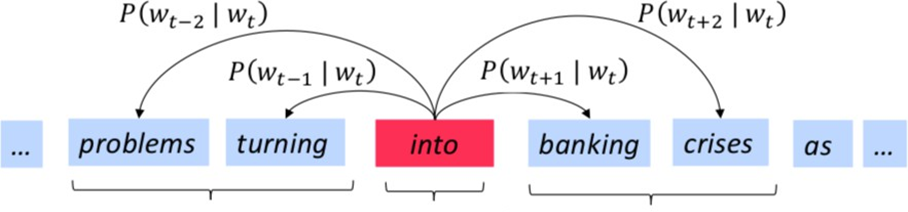 P(w_{t−2} | w_t) P(w_{t+2} | w_t)
P(w_{t−1} | w_t) P(w_{t+1} | w_t)
... problems turning into banking crises as ...